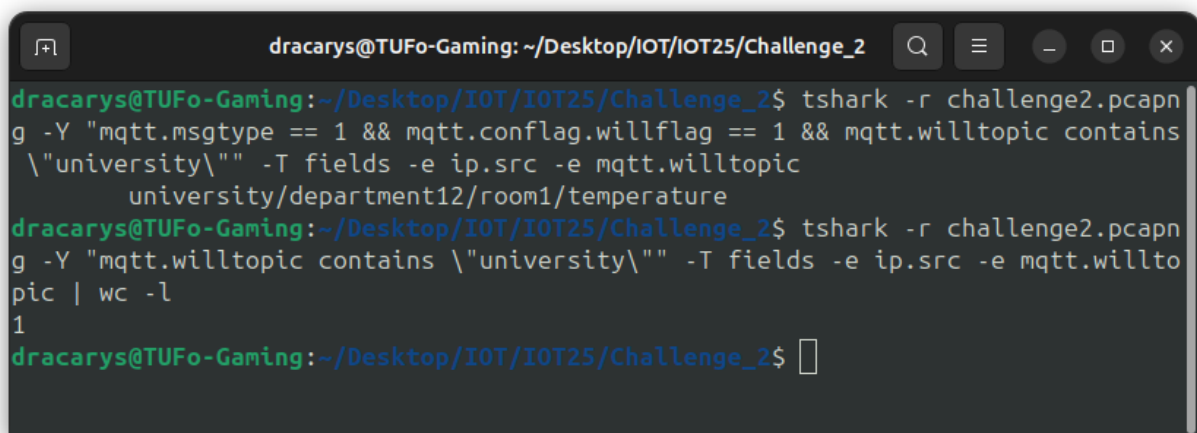 dracarys@TUFo-Gaming: ~/Desktop/IOT/IOT25/Challenge_2
dracarys@TUFo-Gaming:~/Desktop/IOT/IOT25/Challenge_2$ tshark -r challenge2.pcapn
g -Y "mqtt.msgtype == 1 && mqtt.conflag.willflag == 1 && mqtt.willtopic contains
 \"university\"" -T fields -e ip.src -e mqtt.willtopic
        university/department12/room1/temperature
dracarys@TUFo-Gaming:~/Desktop/IOT/IOT25/Challenge_2$ tshark -r challenge2.pcapn
g -Y "mqtt.willtopic contains \"university\"" -T fields -e ip.src -e mqtt.willto
pic | wc -l
1
dracarys@TUFo-Gaming:~/Desktop/IOT/IOT25/Challenge_2$